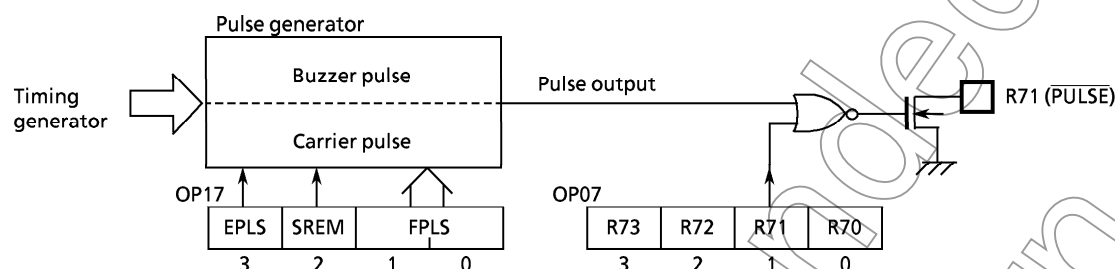 Pulse generator
Buzzer pulse
Timing
generator
Pulse output
R71 (PULSE)
Carrier pulse
OP17
EPLS SREM FPLS
3 2 1 0
OP07
R73 R72 R71 R70
3 2 1 0